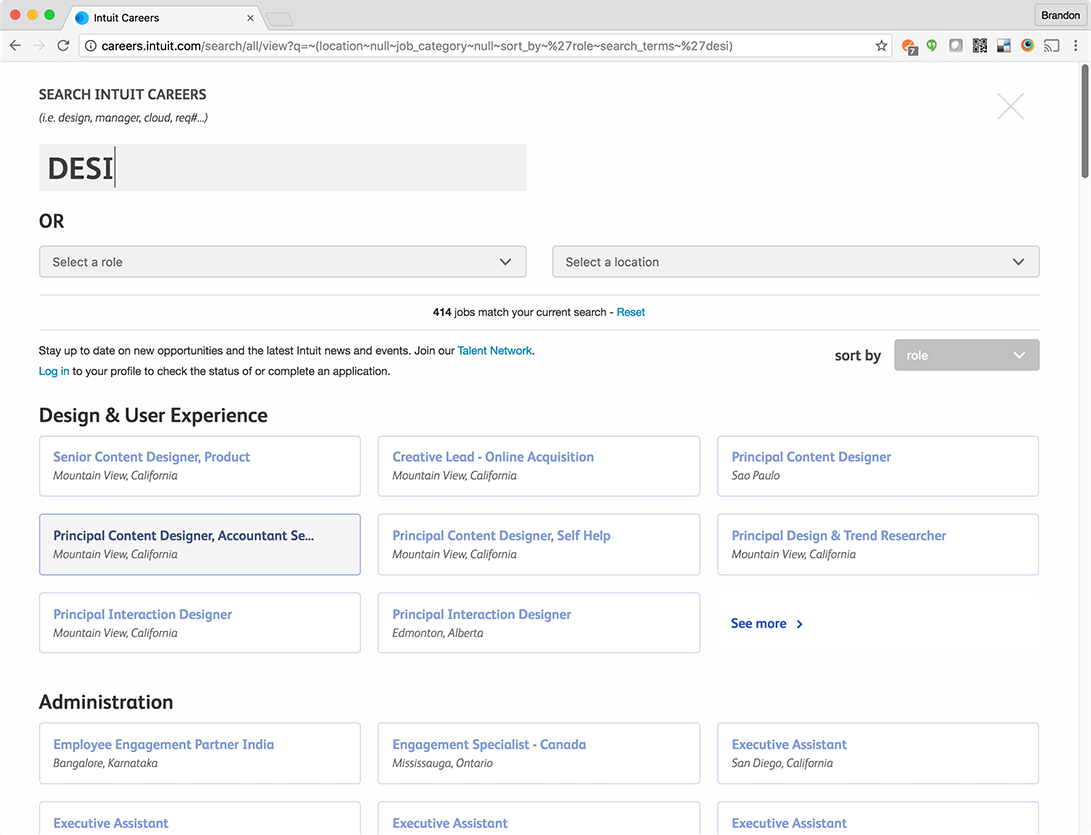 Intuit Careers
Brandon
careers.intuit.com/search/all/view?q=~(location~null~job_category~null~sort_by~%27role~search_terms~%27desi)
7
SEARCH INTUIT CAREERS
(i.e. design, manager, cloud, req#...)
DESI
OR
Select a role
Select a location
414 jobs match your current search - Reset
Stay up to date on new opportunities and the latest Intuit news and events. Join our Talent Network.
Log in to your profile to check the status of or complete an application.
sort by
role
Design & User Experience
Senior Content Designer, Product
Mountain View, California
Creative Lead - Online Acquisition
Mountain View, California
Principal Content Designer
Sao Paulo
Principal Content Designer, Accountant Se...
Mountain View, California
Principal Content Designer, Self Help
Mountain View, California
Principal Design & Trend Researcher
Mountain View, California
Principal Interaction Designer
Mountain View, California
Principal Interaction Designer
Edmonton, Alberta
See more
Administration
Employee Engagement Partner India
Bangalore, Karnataka
Engagement Specialist - Canada
Mississauga, Ontario
Executive Assistant
San Diego, California
Executive Assistant
Executive Assistant
Executive Assistant